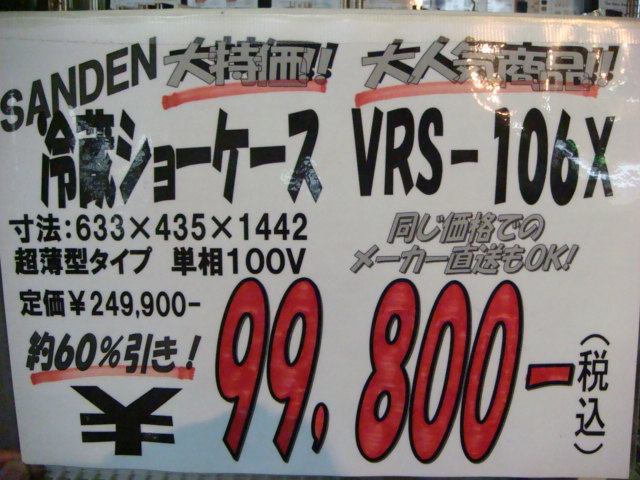 SANDEN 大特価!! 大人気商品!!
冷蔵ショーケース VRS-106X
寸法:633×435×1442
超薄型タイプ 単相100V
同じ価格での
メーカー直送もOK!
定価¥249,900-
約60%引き!
¥99,800-(税込)